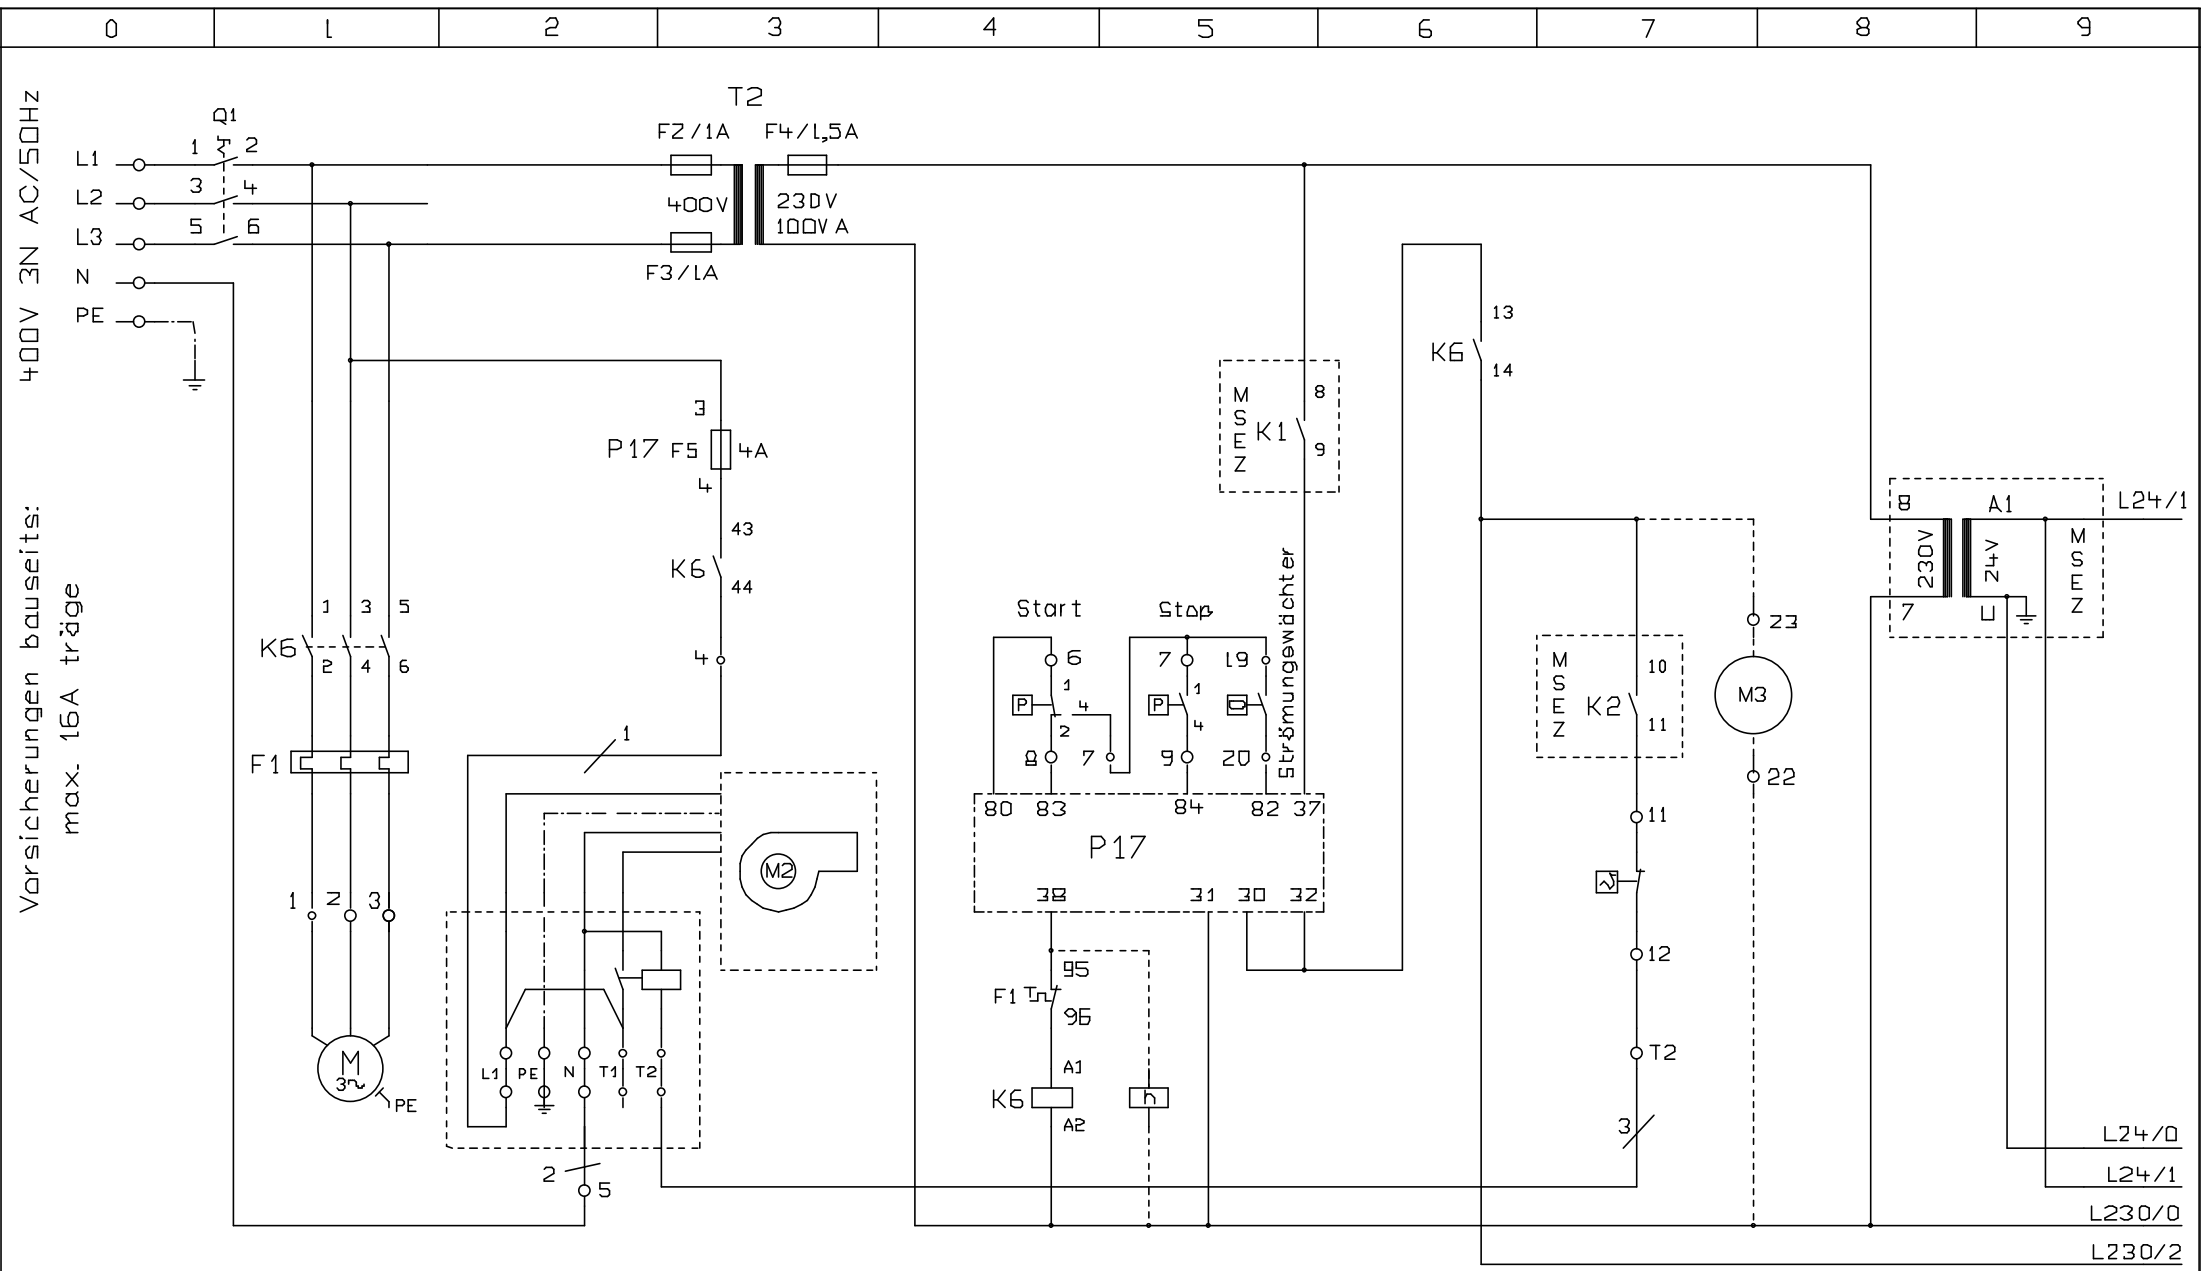 0 1 2 3 4 5 6 7 8 9
400V 3N AC/50Hz
Vorsicherungen bauseits:
max. 16A träge
Q1
L1 1 2
L2 3 4
L3 5 6
N
PE
T2
F2/1A F4/1,5A
400V 230V
100VA
F3/1A
3
P17 F5 4A
4
43
K6
44
4
1
1 3 5
K6
2 4 6
F1
1 2 3
M
3~
PE
M2
L1 PE N T1 T2
2
5
13
K6
14
MSEZ
8
K1
9
Strömungswächter
Start Stop
6 7 19
P 1 P 1
4
2 4
8 7 9 20
80 83 84 82 37
P17
38 31 30 32
95
F1
96
A1
K6 h
A2
MSEZ
10
K2
11
11
12
T2
3
23
M3
22
8 A1 L24/1
230V 24V
MSEZ
7
L24/0
L24/1
L230/0
L230/2